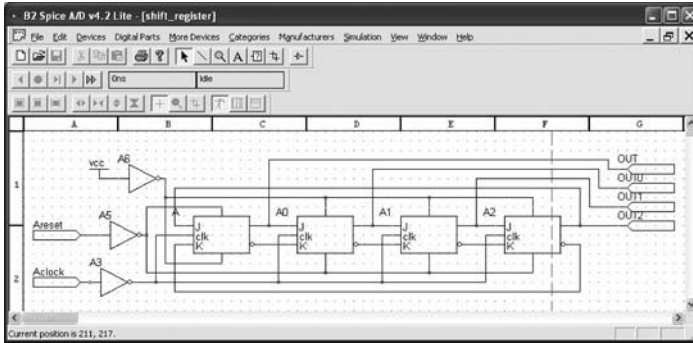 B2 Spice A/D v4.2 Lite - [shift_register]
File Edit Devices Digital Parts More Devices Categories Manufacturers Simulation View Window Help
0ns Idle
A B C D E F G
1
2
vcc
A6
Areset
A5
Aclock
A3
A
J
clk
K
A0
J
clk
K
A1
J
clk
K
A2
J
clk
K
OUT
OUT0
OUT1
OUT2
Current position is 211, 217.